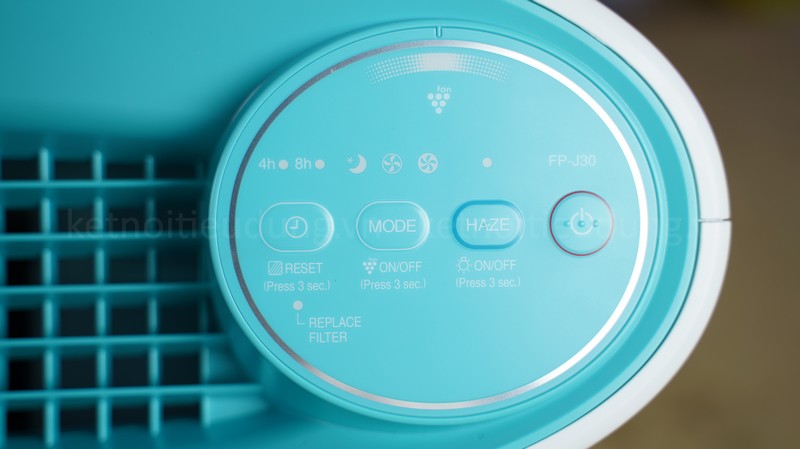 Ion
4h 8h FP-J30
MODE HAZE
RESET ON/OFF ON/OFF
(Press 3 sec.) (Press 3 sec.) (Press 3 sec.)
REPLACE
FILTER